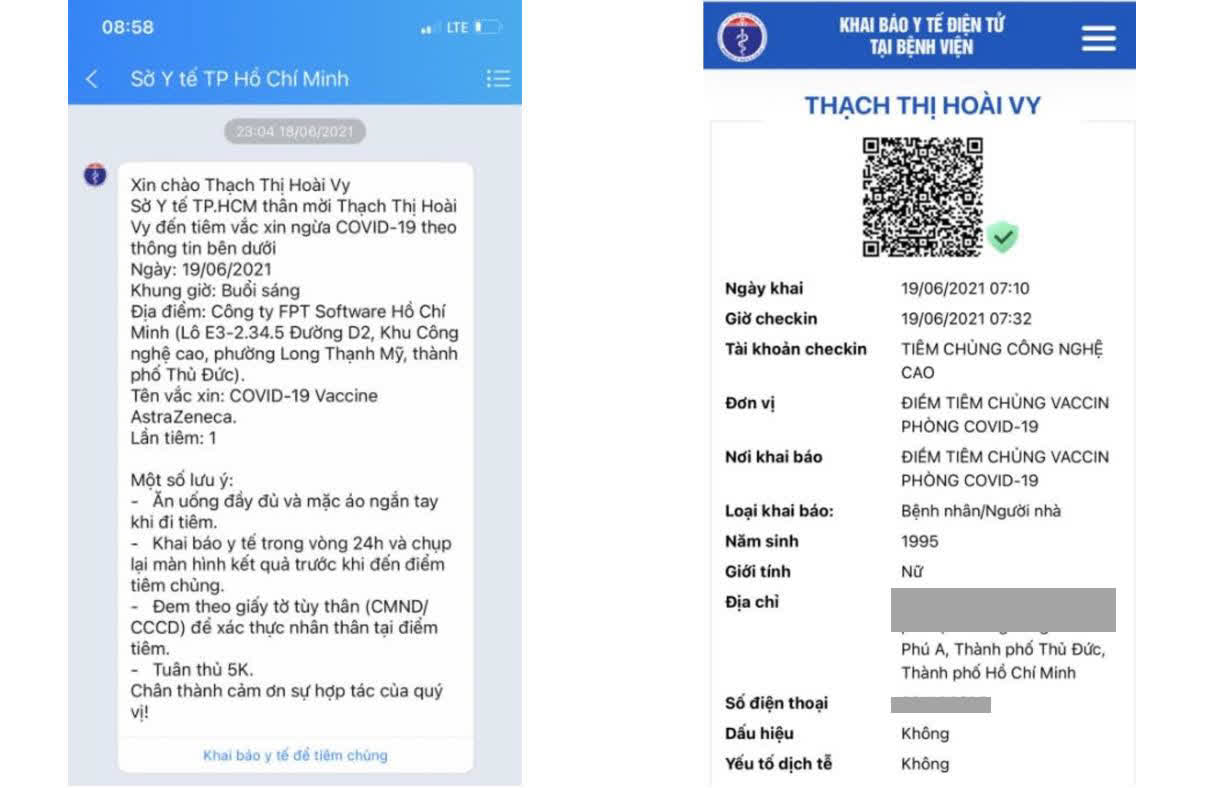 08:58
LTE
Sở Y tế TP Hồ Chí Minh
23:04 18/06/2021
Xin chào Thạch Thị Hoài Vy
Sở Y tế TP.HCM thân mời Thạch Thị Hoài
Vy đến tiêm vắc xin ngừa COVID-19 theo
thông tin bên dưới
Ngày: 19/06/2021
Khung giờ: Buổi sáng
Địa điểm: Công ty FPT Software Hồ Chí
Minh (Lô E3-2.34.5 Đường D2, Khu Công
nghệ cao, phường Long Thạnh Mỹ, thành
phố Thủ Đức).
Tên vắc xin: COVID-19 Vaccine
AstraZeneca.
Lần tiêm: 1
Một số lưu ý:
- Ăn uống đầy đủ và mặc áo ngắn tay
khi đi tiêm.
- Khai báo y tế trong vòng 24h và chụp
lại màn hình kết quả trước khi đến điểm
tiêm chủng.
- Đem theo giấy tờ tùy thân (CMND/
CCCD) để xác thực nhân thân tại điểm
tiêm.
- Tuân thủ 5K.
Chân thành cảm ơn sự hợp tác của quý
vị!
Khai báo y tế để tiêm chủng
KHAI BÁO Y TẾ ĐIỆN TỬ
TẠI BỆNH VIỆN
THẠCH THỊ HOÀI VY
Ngày khai 19/06/2021 07:10
Giờ checkin 19/06/2021 07:32
Tài khoản checkin TIÊM CHỦNG CÔNG NGHỆ
CAO
Đơn vị ĐIỂM TIÊM CHỦNG VACCIN
PHÒNG COVID-19
Nơi khai báo ĐIỂM TIÊM CHỦNG VACCIN
PHÒNG COVID-19
Loại khai báo: Bệnh nhân/Người nhà
Năm sinh 1995
Giới tính Nữ
Địa chỉ
Phú A, Thành phố Thủ Đức,
Thành phố Hồ Chí Minh
Số điện thoại
Dấu hiệu Không
Yếu tố dịch tễ Không